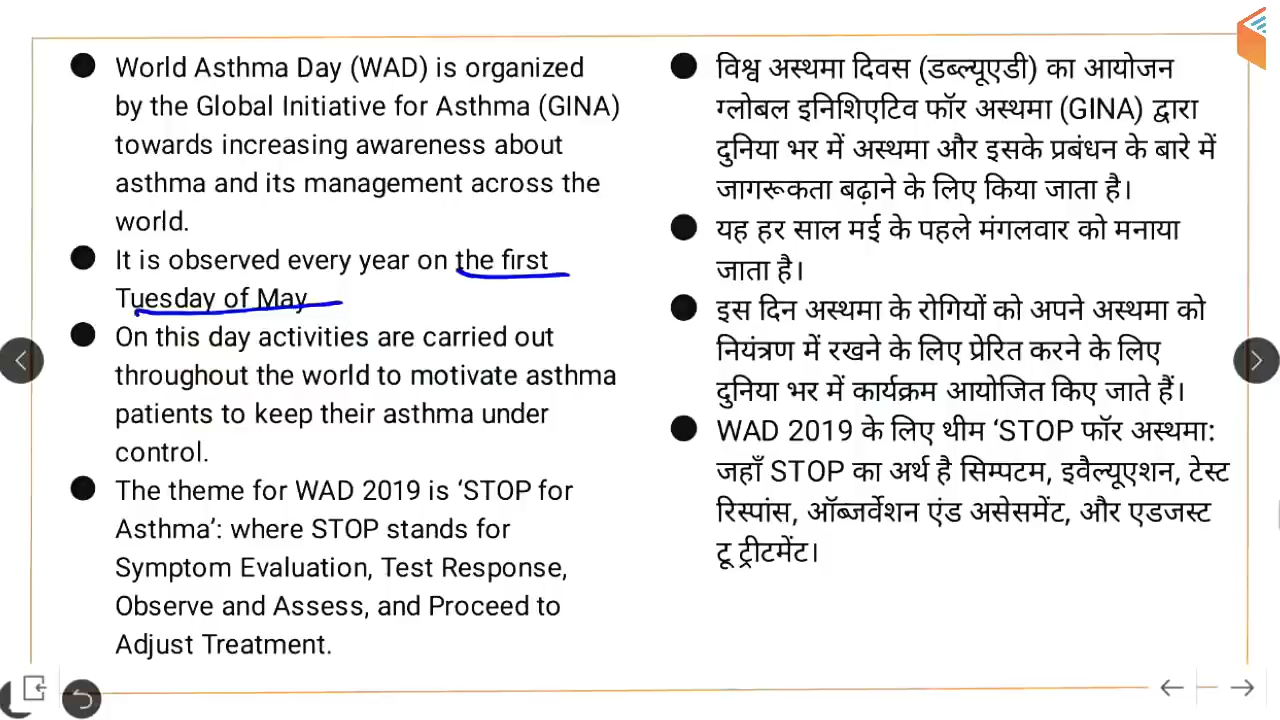 World Asthma Day (WAD) is organized
by the Global Initiative for Asthma (GINA)
towards increasing awareness about
asthma and its management across the
world.
It is observed every year on the first
Tuesday of May
On this day activities are carried out
throughout the world to motivate asthma
patients to keep their asthma under
control.
The theme for WAD 2019 is ‘STOP for
Asthma’: where STOP stands for
Symptom Evaluation, Test Response,
Observe and Assess, and Proceed to
Adjust Treatment.
विश्व अस्थमा दिवस (डब्ल्यूएडी) का आयोजन
ग्लोबल इनिशिएटिव फॉर अस्थमा (GINA) द्वारा
दुनिया भर में अस्थमा और इसके प्रबंधन के बारे में
जागरूकता बढ़ाने के लिए किया जाता है।
यह हर साल मई के पहले मंगलवार को मनाया
जाता है।
इस दिन अस्थमा के रोगियों को अपने अस्थमा को
नियंत्रण में रखने के लिए प्रेरित करने के लिए
दुनिया भर में कार्यक्रम आयोजित किए जाते हैं।
WAD 2019 के लिए थीम ‘STOP फॉर अस्थमा:
जहाँ STOP का अर्थ है सिम्पटम, इवैल्यूएशन, टेस्ट
रिस्पांस, ऑब्जर्वेशन एंड असेसमेंट, और एडजस्ट
टू ट्रीटमेंट।